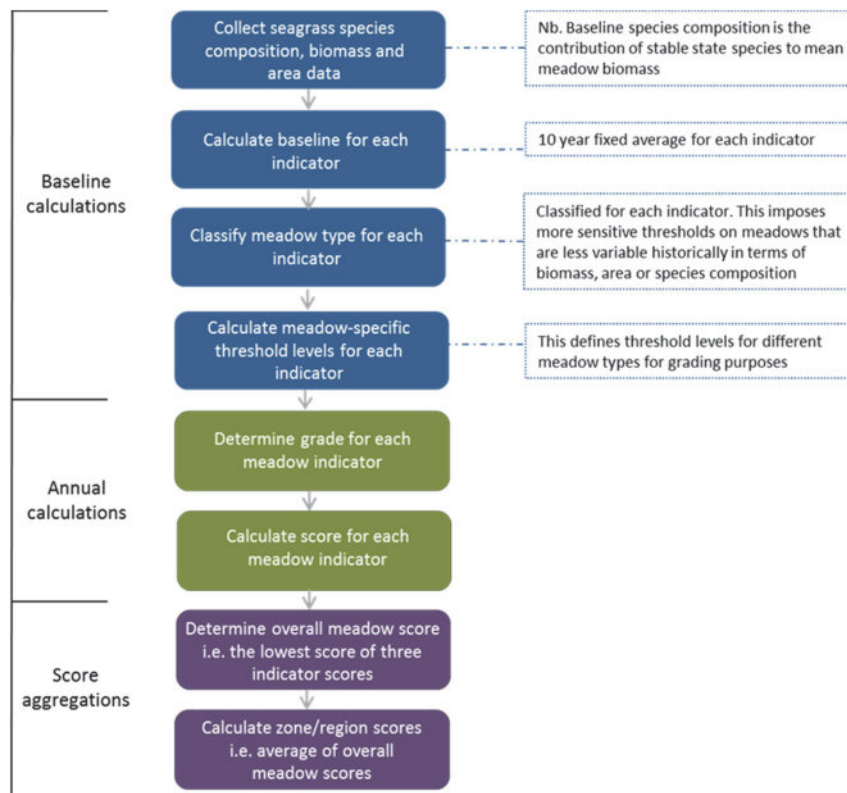 Collect seagrass species
composition, biomass and
area data
Nb. Baseline species composition is the
contribution of stable state species to mean
meadow biomass
Baseline
calculations
Calculate baseline for each
indicator
10 year fixed average for each indicator
Classify meadow type for each
indicator
Classified for each indicator. This imposes
more sensitive thresholds on meadows that
are less variable historically in terms of
biomass, area or species composition
Calculate meadow-specific
threshold levels for each
indicator
This defines threshold levels for different
meadow types for grading purposes
Annual
calculations
Determine grade for each
meadow indicator
Calculate score for each
meadow indicator
Score
aggregations
Determine overall meadow score
i.e. the lowest score of three
indicator scores
Calculate zone/region scores
i.e. average of overall
meadow scores